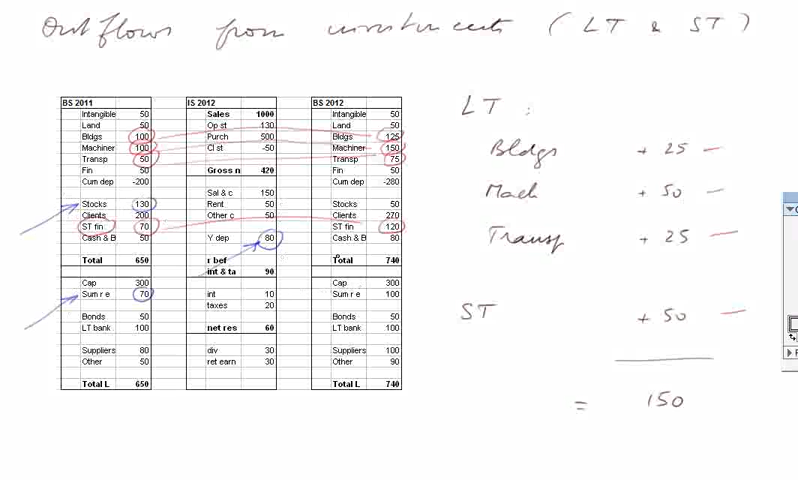 Outflows from investments ( LT & ST )
BS 2011
Intangible 50
Land 50
Bldgs 100
Machiner 100
Transp 50
Fin 50
Cum dep -200
Stocks 130
Clients 200
ST fin 70
Cash & B 50
Total 650
Cap 300
Sum r e 70
Bonds 50
LT bank 100
Suppliers 80
Other 50
Total L 650
IS 2012
Sales 1000
Op st 130
Purch 500
Cl st -50
Gross n 420
Sal & c 150
Rent 50
Other c 50
Y dep 80
r bef
int & ta 90
int 10
taxes 20
net res 60
div 30
ret earn 30
BS 2012
Intangible 50
Land 50
Bldgs 125
Machiner 150
Transp 75
Fin 50
Cum dep -280
Stocks 50
Clients 270
ST fin 120
Cash & B 80
Total 740
Cap 300
Sum r e 100
Bonds 50
LT bank 100
Suppliers 100
Other 90
Total L 740
LT :
Bldgs + 25
Mach + 50
Transp + 25
ST + 50
= 150